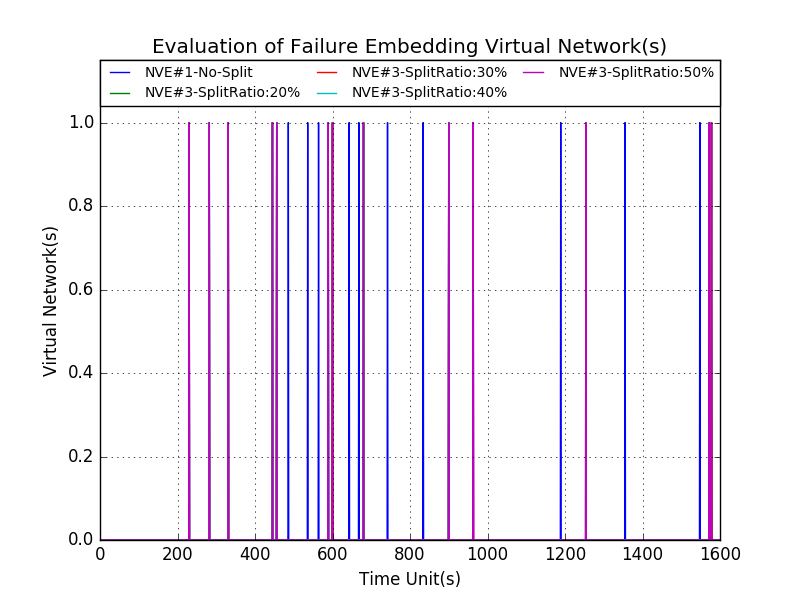 Evaluation of Failure Embedding Virtual Network(s)
NVE#1-No-Split NVE#3-SplitRatio:30% NVE#3-SplitRatio:50%
NVE#3-SplitRatio:20% NVE#3-SplitRatio:40%
1.0
0.8
0.6
0.4
0.2
0.0
Virtual Network(s)
0 200 400 600 800 1000 1200 1400 1600
Time Unit(s)